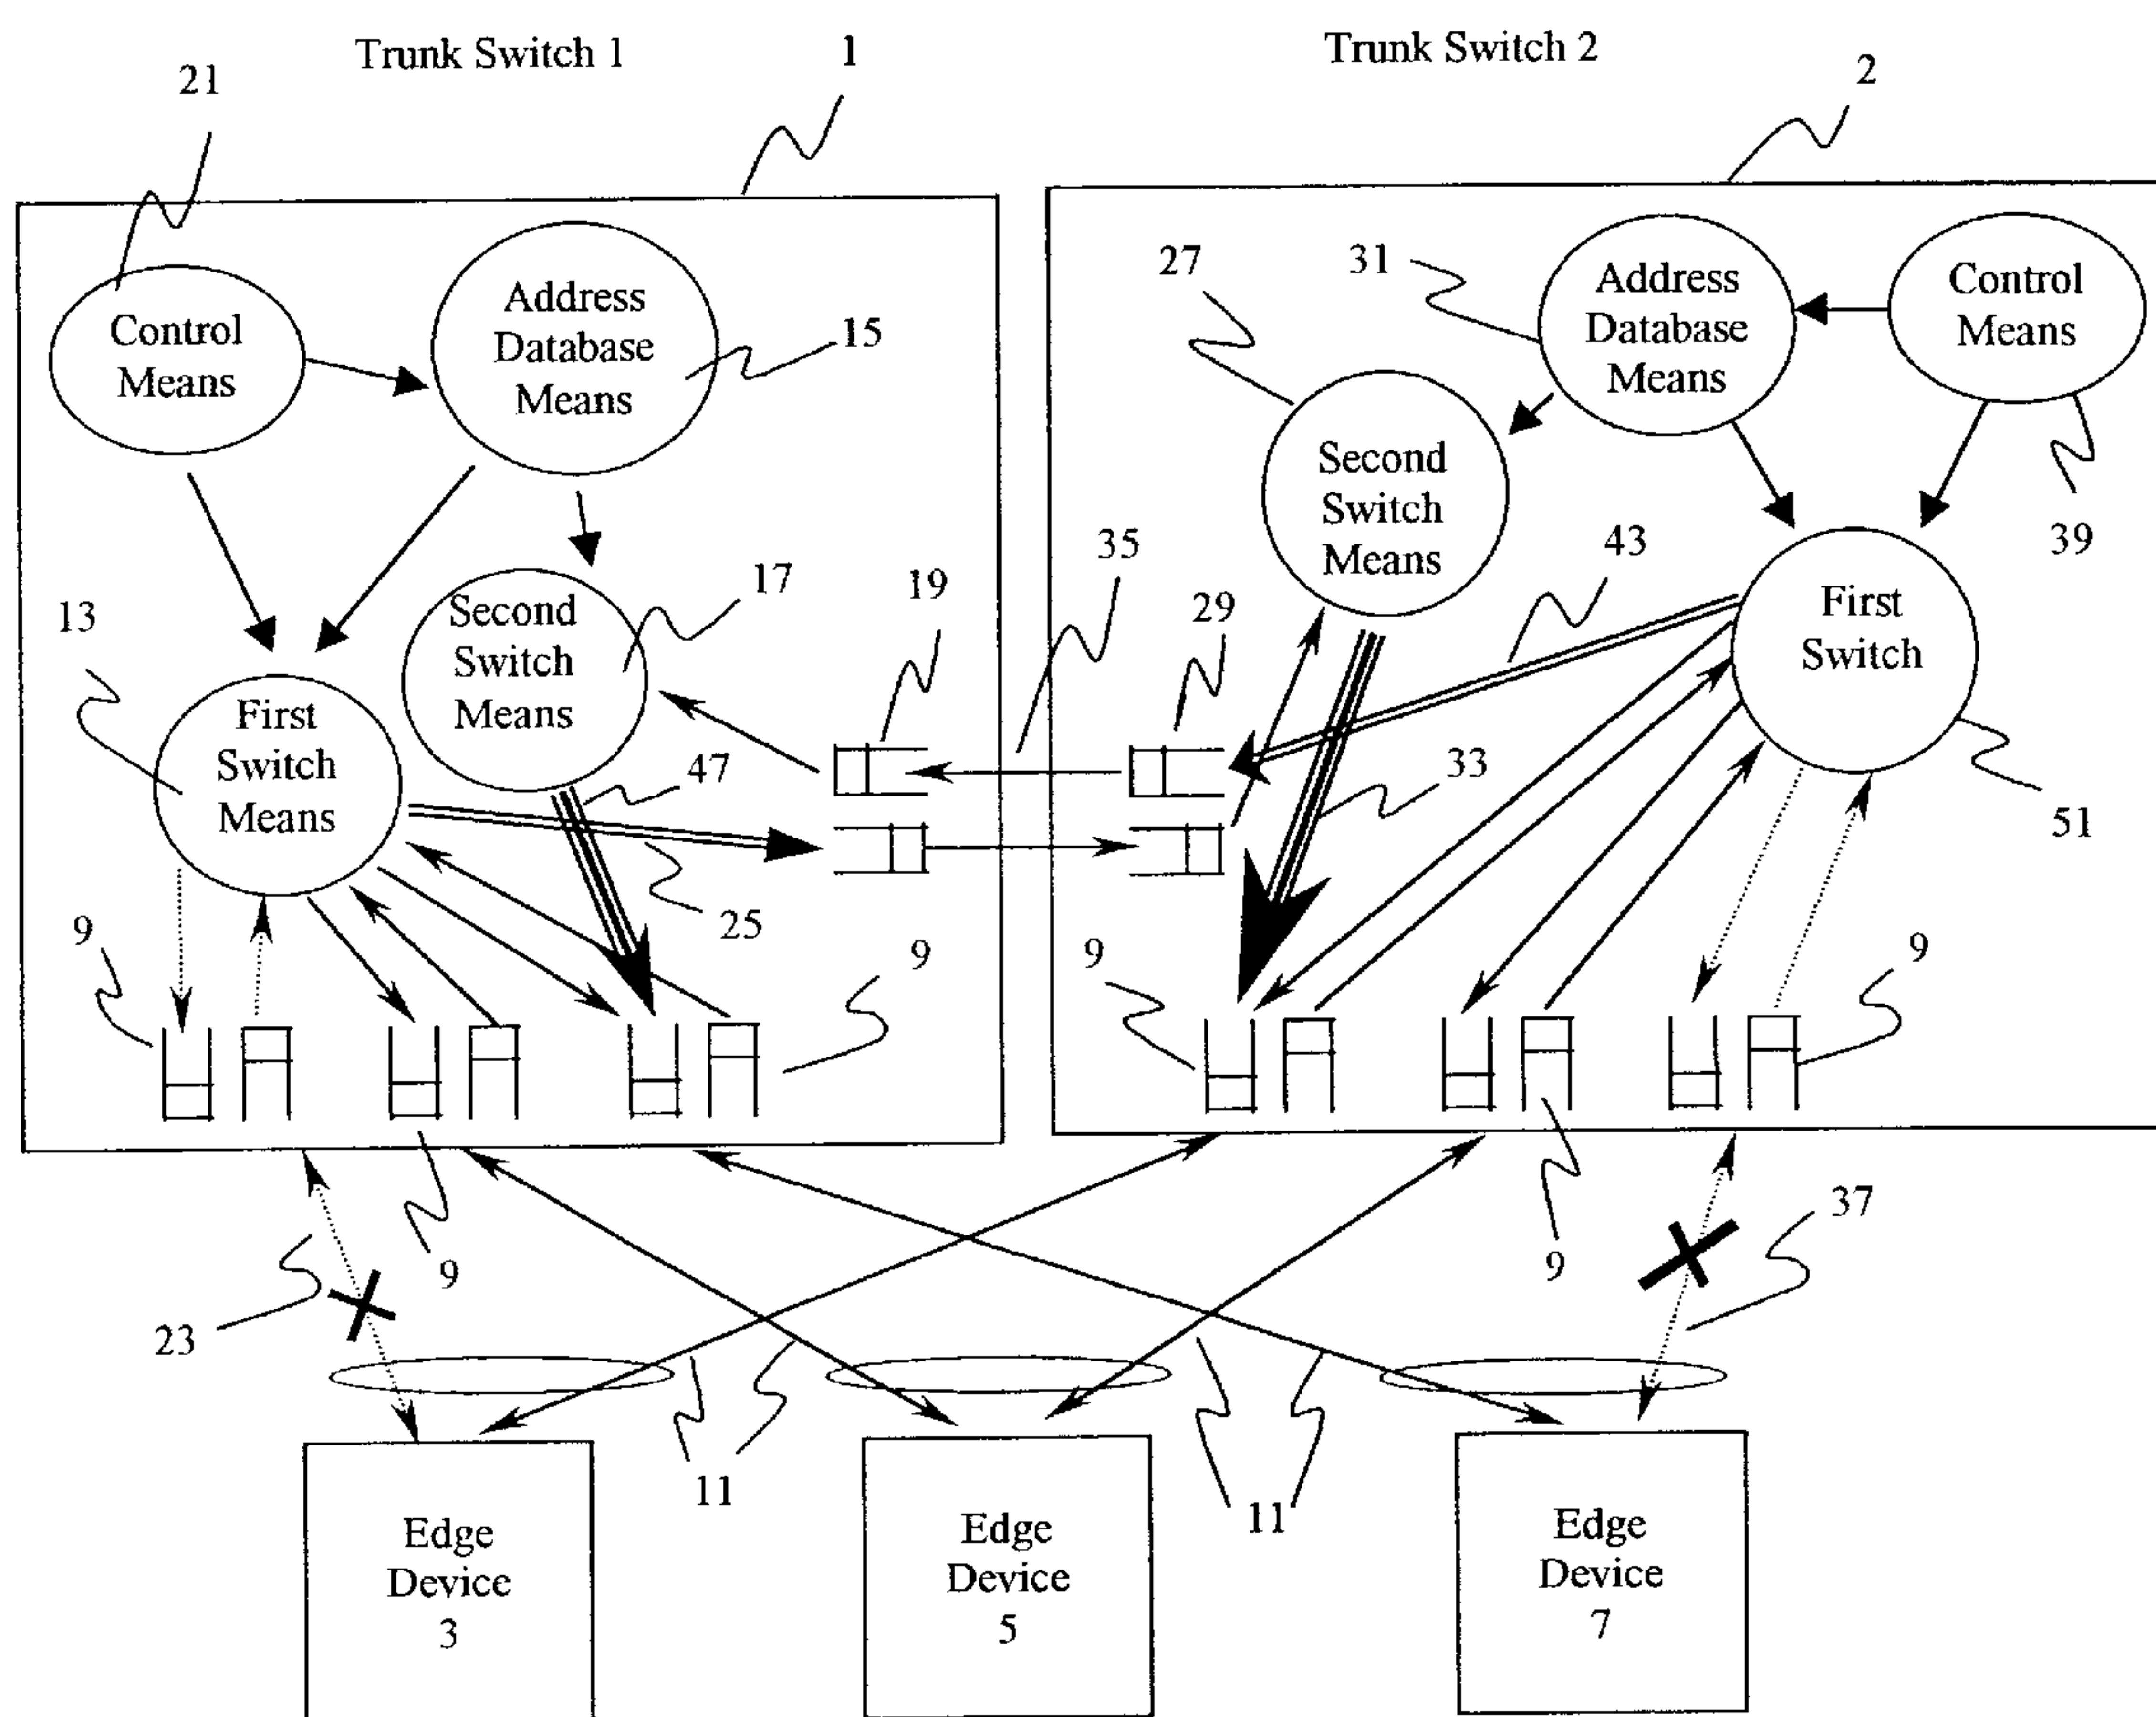 Trunk Switch 1
1
Trunk Switch 2
2
21
Control
Means
Address
Database
Means
15
27
31
Address
Database
Means
Control
Means
Second
Switch
Means
39
13
First
Switch
Means
Second
Switch
Means
17
19
35
29
43
First
Switch
47
33
51
25
9
9
9
9
9
9
23
37
11
11
Edge
Device
3
Edge
Device
5
Edge
Device
7